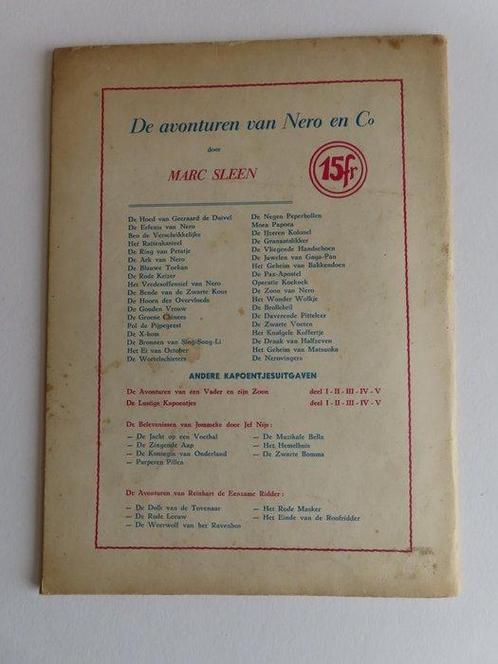 De avonturen van Nero en Co
door
MARC SLEEN
15fr
De Hoed van Geeraard de Duivel
De Erfenis van Nero
Beo de Verschrikkelijke
Het Rattenkasteel
De Ring van Petatje
De Ark van Nero
De Blauwe Toekan
De Rode Keizer
Het Vredesoffensief van Nero
De Bende van de Zwarte Kous
De Hoorn des Overvloeds
De Gouden Vrouw
De Groene Chinees
Pol de Pijpegeest
De X-bom
De Bronnen van Sing-Song-Li
Het Ei van October
De Wortelschieters
De Negen Peperbollen
Moea Papoea
De IJzeren Kolonel
De Granaatslikker
De Vliegende Handschoen
De Juwelen van Gaga-Pan
Het Geheim van Bakkendoen
De Pax-Apostel
Operatie Koekoek
De Zoon van Nero
Het Wonder Wolkje
De Brollebril
De Daverende Pitteleer
De Zwarte Voeten
Het Knalgele Koffertje
De Draak van Halfzeven
Het Geheim van Matsuoka
De Nerovingers
ANDERE KAPOENTJESUITGAVEN
De Avonturen van een Vader en zijn Zoon deel I - II - III - IV - V
De Lustige Kapoentjes deel I - II - III - IV - V
De Belevenissen van Jommeke door Jef Nijs:
— De Jacht op een Voetbal
— De Zingende Aap
— De Koningin van Onderland
— Purperen Pillen
— De Muzikale Bella
— Het Hemelhuis
— De Zwarte Bomma
De Avonturen van Reinhart de Eenzame Ridder:
— De Dolk van de Tovenaar
— De Rode Leeuw
— De Weerwolf van het Ravenbos
— Het Rode Masker
— Het Einde van de Roofridder